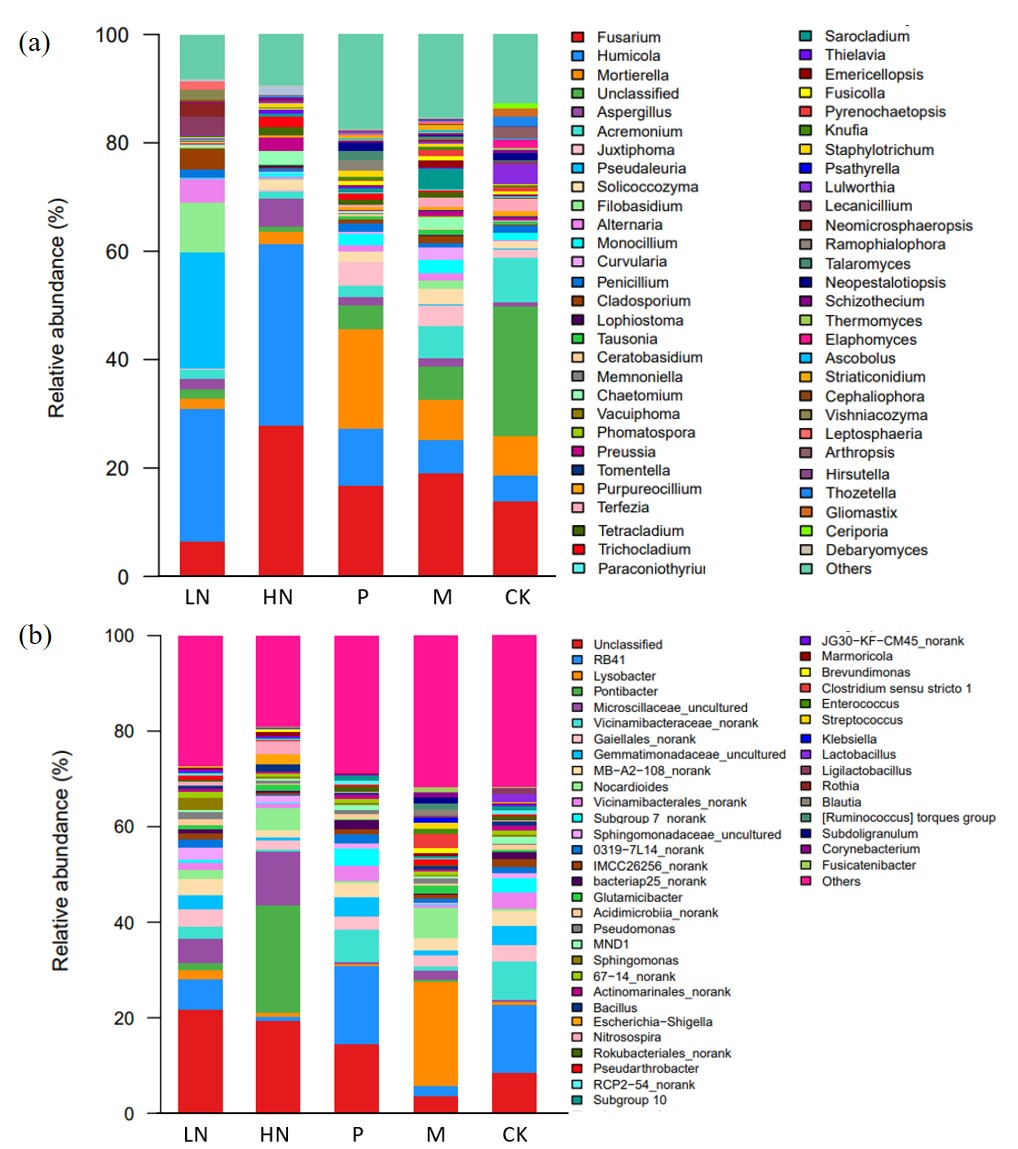 (a)
100
80
60
40
20
0
Relative abundance (%)
LN HN P M CK
Fusarium
Humicola
Mortierella
Unclassified
Aspergillus
Acremonium
Juxtiphoma
Pseudaleuria
Solicoccozyma
Filobasidium
Alternaria
Monocillium
Curvularia
Penicillium
Cladosporium
Lophiostoma
Tausonia
Ceratobasidium
Memnoniella
Chaetomium
Vacuiphoma
Phomatospora
Preussia
Tomentella
Purpureocillium
Terfezia
Tetracladium
Trichocladium
Paraconiothyriur
Sarocladium
Thielavia
Emericellopsis
Fusicolla
Pyrenochaetopsis
Knufia
Staphylotrichum
Psathyrella
Lulworthia
Lecanicillium
Neomicrosphaeropsis
Ramophialophora
Talaromyces
Neopestalotiopsis
Schizothecium
Thermomyces
Elaphomyces
Ascobolus
Striaticonidium
Cephaliophora
Vishniacozyma
Leptosphaeria
Arthropsis
Hirsutella
Thozetella
Gliomastix
Ceriporia
Debaryomyces
Others
(b)
100
80
60
40
20
0
Relative abundance (%)
LN HN P M CK
Unclassified
RB41
Lysobacter
Pontibacter
Microscillaceae_uncultured
Vicinamibacteraceae_norank
Gaiellales_norank
Gemmatimonadaceae_uncultured
MB−A2−108_norank
Nocardioides
Vicinamibacterales_norank
Subgroup 7_norank
Sphingomonadaceae_uncultured
0319−7L14_norank
IMCC26256_norank
bacteriap25_norank
Glutamicibacter
Acidimicrobiia_norank
Pseudomonas
MND1
Sphingomonas
67−14_norank
Actinomarinales_norank
Bacillus
Escherichia−Shigella
Nitrosospira
Rokubacteriales_norank
Pseudarthrobacter
RCP2−54_norank
Subgroup 10
JG30−KF−CM45_norank
Marmoricola
Brevundimonas
Clostridium sensu stricto 1
Enterococcus
Streptococcus
Klebsiella
Lactobacillus
Ligilactobacillus
Rothia
Blautia
[Ruminococcus] torques group
Subdoligranulum
Corynebacterium
Fusicatenibacter
Others